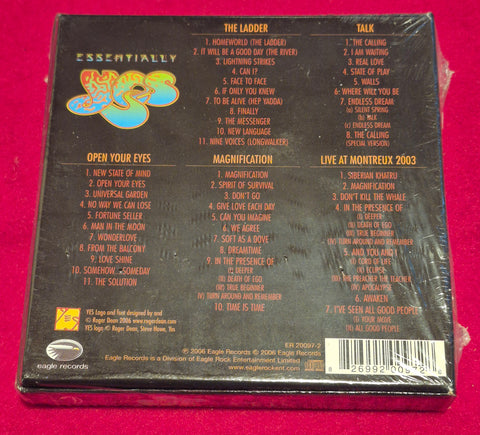 ESSENTIALLY
YES
THE LADDER
1. HOMEWORLD (THE LADDER)
2. IT WILL BE A GOOD DAY (THE RIVER)
3. LIGHTNING STRIKES
4. CAN I?
5. FACE TO FACE
6. IF ONLY YOU KNEW
7. TO BE ALIVE (HEP YADDA)
8. FINALLY
9. THE MESSENGER
10. NEW LANGUAGE
11. NINE VOICES (LONGWALKER)
TALK
1. THE CALLING
2. I AM WAITING
3. REAL LOVE
4. STATE OF PLAY
5. WALLS
6. WHERE WILL YOU BE
7. ENDLESS DREAM
(a) SILENT SPRING
(b) TALK
(c) ENDLESS DREAM
8. THE CALLING
(SPECIAL VERSION)
OPEN YOUR EYES
1. NEW STATE OF MIND
2. OPEN YOUR EYES
3. UNIVERSAL GARDEN
4. NO WAY WE CAN LOSE
5. FORTUNE SELLER
6. MAN IN THE MOON
7. WONDERLOVE
8. FROM THE BALCONY
9. LOVE SHINE
10. SOMEHOW...SOMEDAY
11. THE SOLUTION
MAGNIFICATION
1. MAGNIFICATION
2. SPIRIT OF SURVIVAL
3. DON'T GO
4. GIVE LOVE EACH DAY
5. CAN YOU IMAGINE
6. WE AGREE
7. SOFT AS A DOVE
8. DREAMTIME
9. IN THE PRESENCE OF
(I) DEEPER
(II) DEATH OF EGO
(III) TRUE BEGINNER
(IV) TURN AROUND AND REMEMBER
10. TIME IS TIME
LIVE AT MONTREUX 2003
1. SIBERIAN KHATRU
2. MAGNIFICATION
3. DON'T KILL THE WHALE
4. IN THE PRESENCE OF
(I) DEEPER
(II) DEATH OF EGO
(III) TRUE BEGINNER
(IV) TURN AROUND AND REMEMBER
5. AND YOU AND I
(I) CORD OF LIFE
(II) ECLIPSE
(III) THE PREACHER THE TEACHER
(IV) APOCALYPSE
6. AWAKEN
7. I'VE SEEN ALL GOOD PEOPLE
(I) YOUR MOVE
(II) ALL GOOD PEOPLE
YES
YES Logo and Font designed by and
© Roger Dean 2006 www.rogerdean.com
YES logo © Roger Dean, Steve Howe, Yes
eagle records
ER 20097-2
℗ 2006 Eagle Records © 2006 Eagle Records
Eagle Records is a Division of Eagle Rock Entertainment Limited.
www.eaglerockent.com
8 26992 00972 6